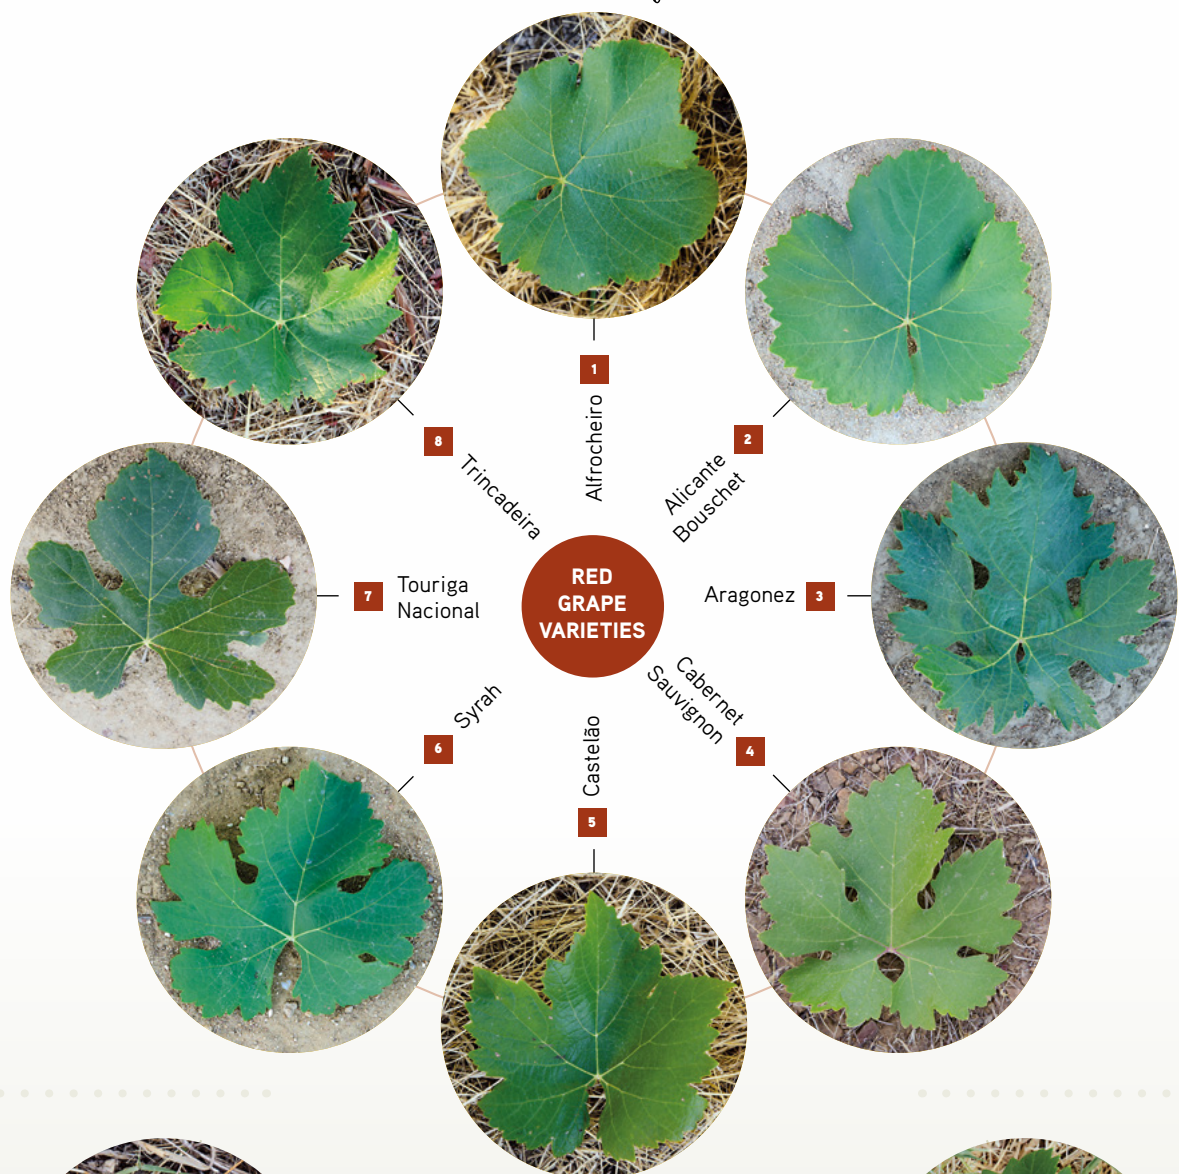 RED
GRAPE
VARIETIES
1
Alfrocheiro
2
Alicante
Bouschet
3
Aragonez
4
Cabernet
Sauvignon
5
Castelão
6
Syrah
7
Touriga
Nacional
8
Trincadeira